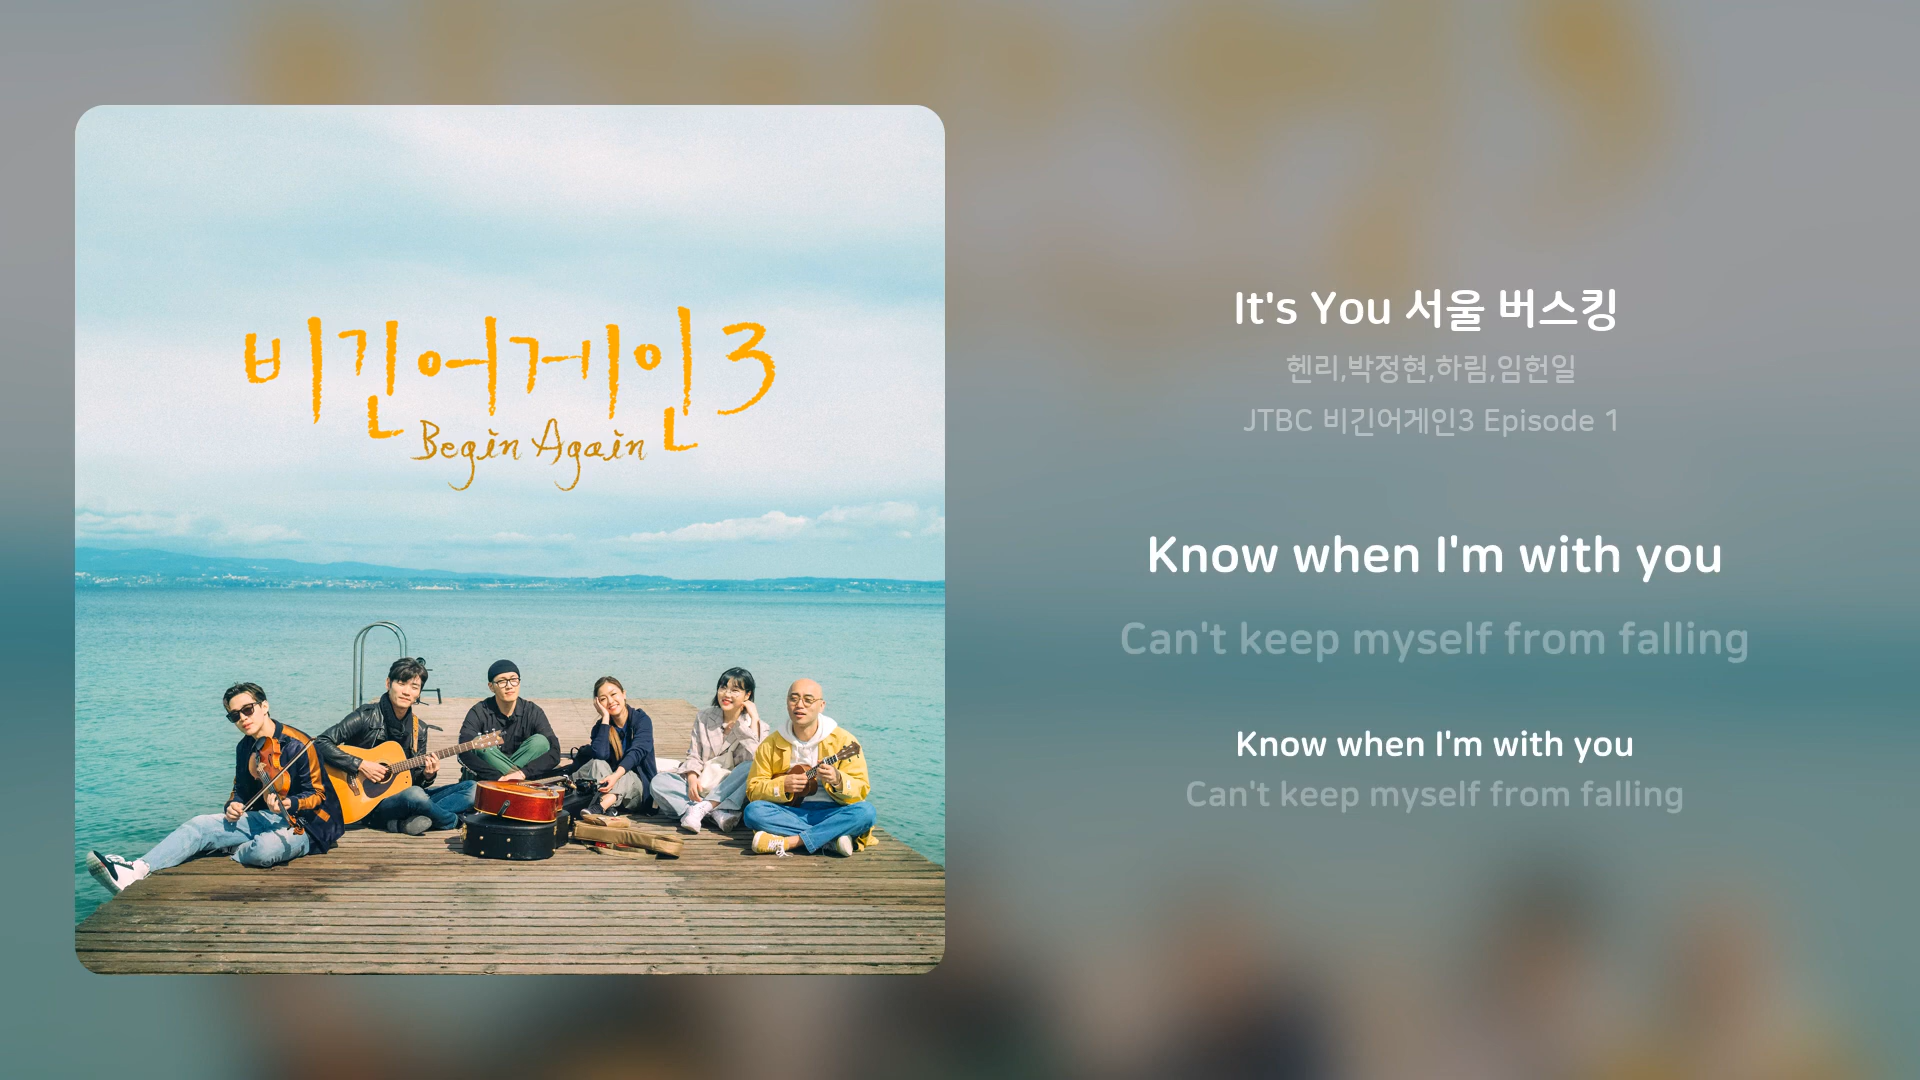 비긴어게인3
Begin Again
It's You 서울 버스킹
헨리,박정현,하림,임헌일
JTBC 비긴어게인3 Episode 1
Know when I'm with you
Can't keep myself from falling
Know when I'm with you
Can't keep myself from falling